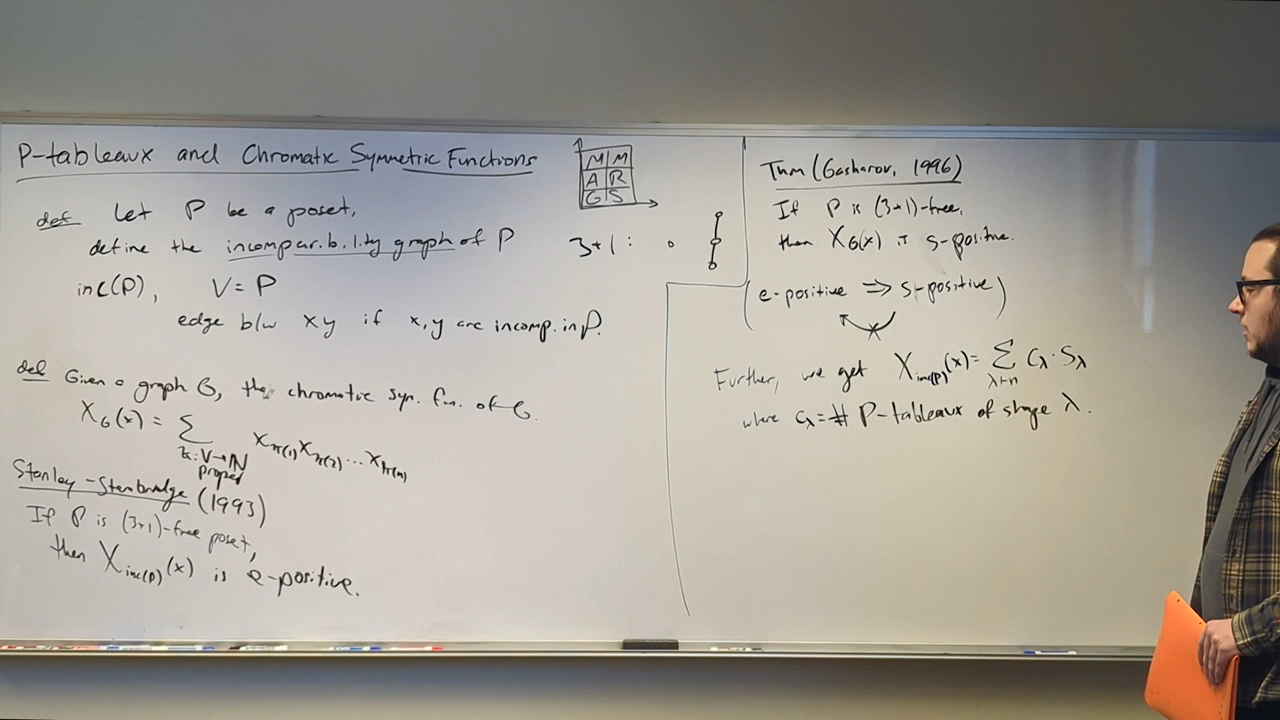 P-tableaux and Chromatic Symmetric Functions
M M
A R
G S
def Let P be a poset,
define the incomparability graph of P
inc(P), V = P
edge b/w x y if x, y are incomp. in P.
3+1:
def Given a graph G, the chromatic sym. fn. of G.
X_G(x) = Σ x_π(1) x_π(2) ... x_π(n)
π: V→ℕ
proper
Stanley-Stembridge (1993)
If P is (3+1)-free poset,
then X_inc(P)(x) is e-positive.
Thm (Gasharov, 1996)
If P is (3+1)-free,
then X_G(x) is s-positive.
(e-positive ⇒ s-positive)
Further, we get X_inc(P)(x) = Σ c_λ · s_λ
λ⊢n
where c_λ = # P-tableaux of shape λ.